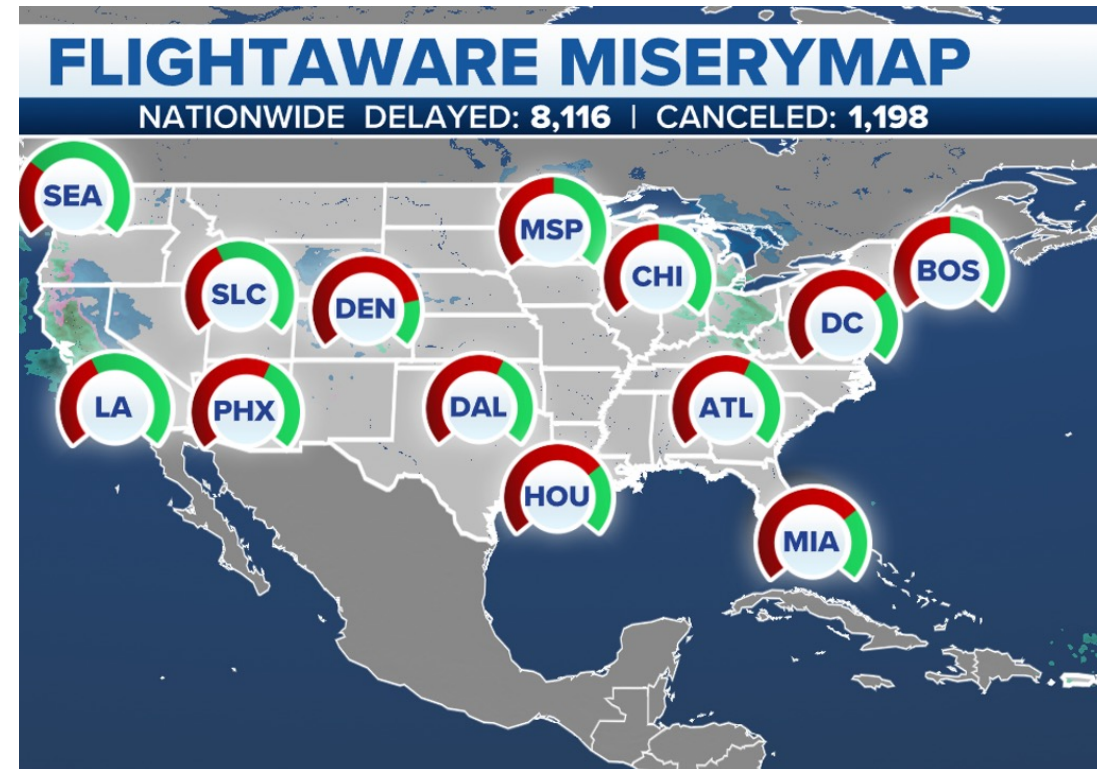 FLIGHTAWARE MISERYMAP
NATIONWIDE DELAYED: 8,116 | CANCELED: 1,198
SEA
MSP
CHI
BOS
SLC
DEN
DC
LA
PHX
DAL
ATL
HOU
MIA